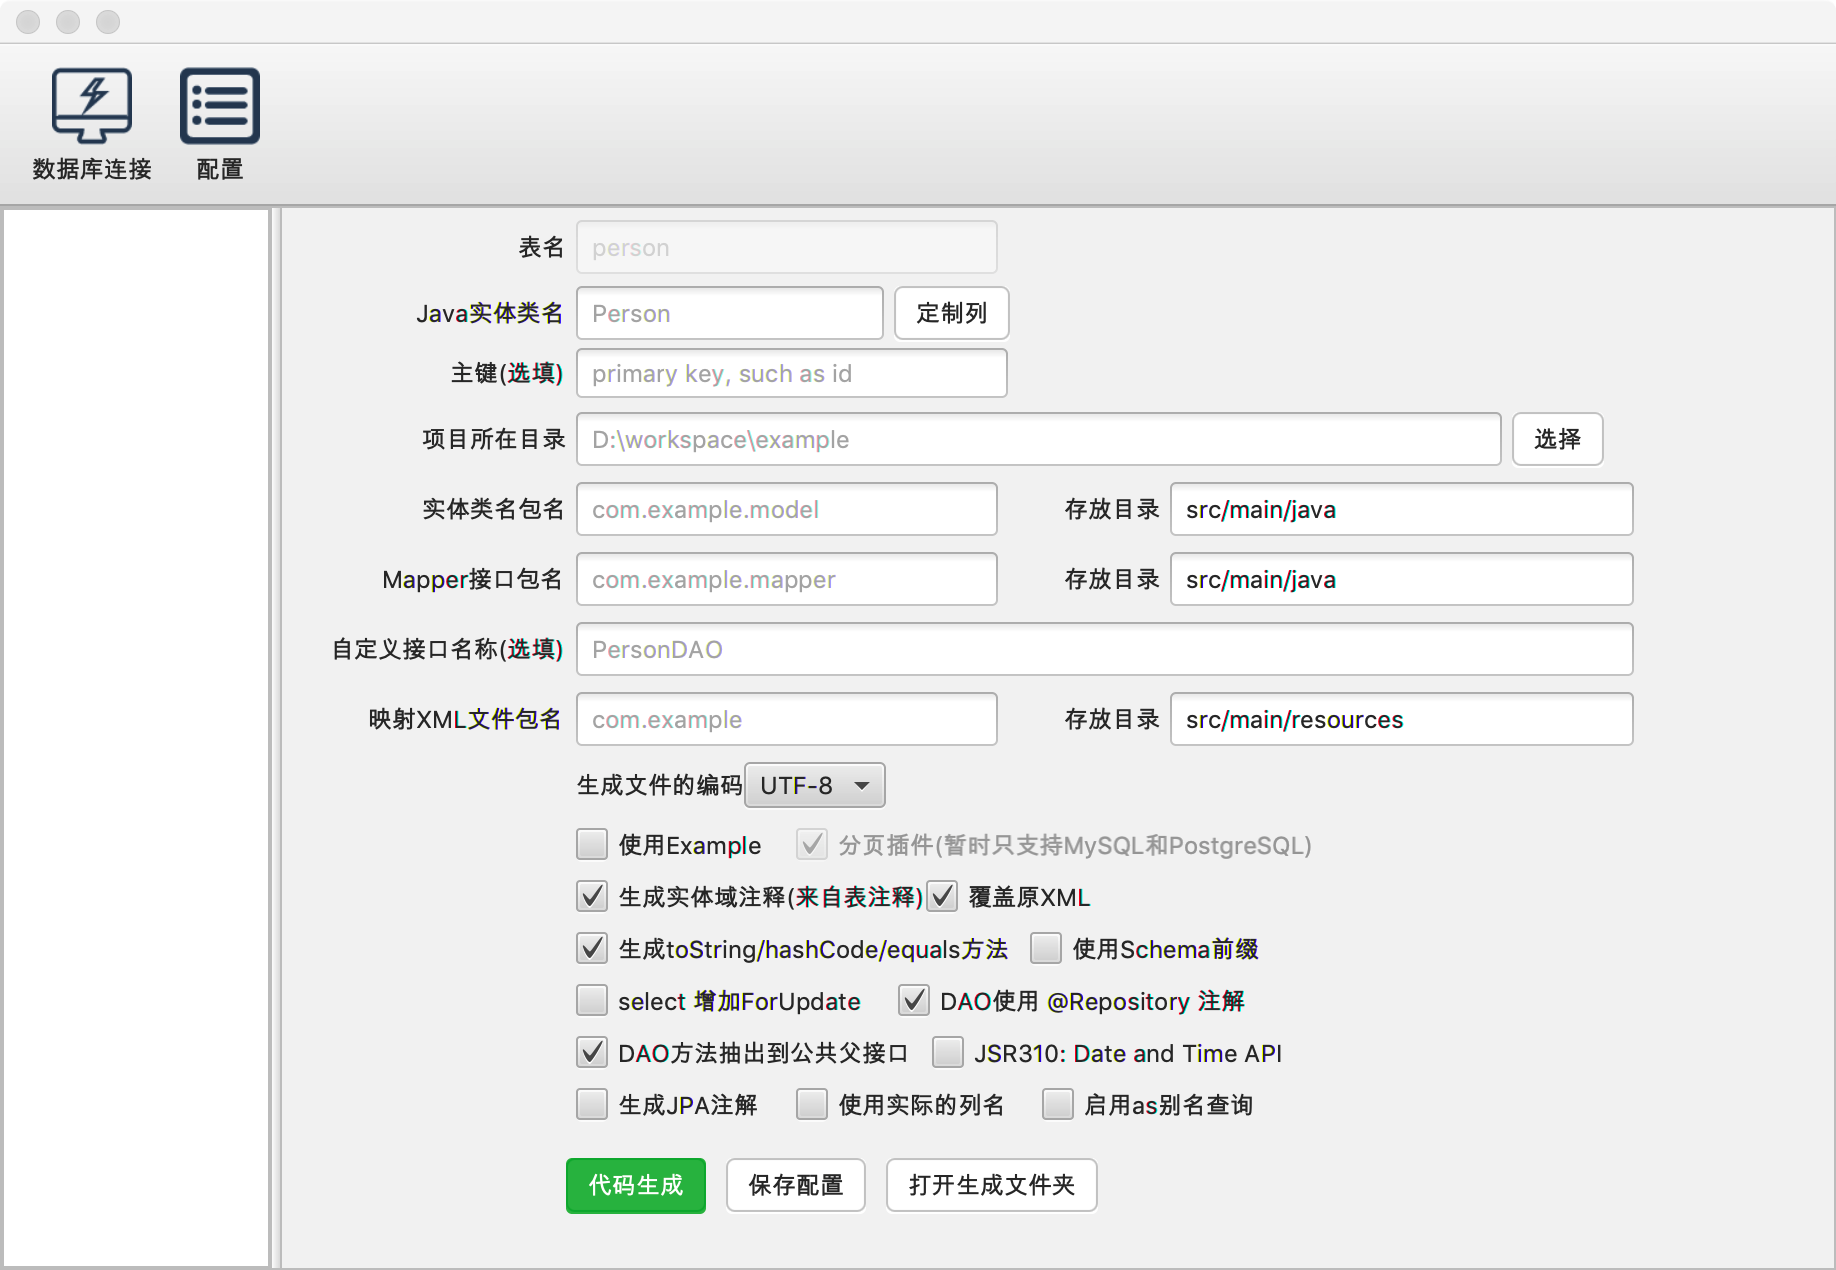 数据库连接 配置
表名 person
Java实体类名 Person 定制列
主键(选填) primary key, such as id
项目所在目录 D:\workspace\example 选择
实体类名包名 com.example.model 存放目录 src/main/java
Mapper接口包名 com.example.mapper 存放目录 src/main/java
自定义接口名称(选填) PersonDAO
映射XML文件包名 com.example 存放目录 src/main/resources
生成文件的编码 UTF-8
使用Example 分页插件(暂时只支持MySQL和PostgreSQL)
生成实体域注释(来自表注释) 覆盖原XML
生成toString/hashCode/equals方法 使用Schema前缀
select 增加ForUpdate DAO使用 @Repository 注解
DAO方法抽出到公共父接口 JSR310: Date and Time API
生成JPA注解 使用实际的列名 启用as别名查询
代码生成 保存配置 打开生成文件夹